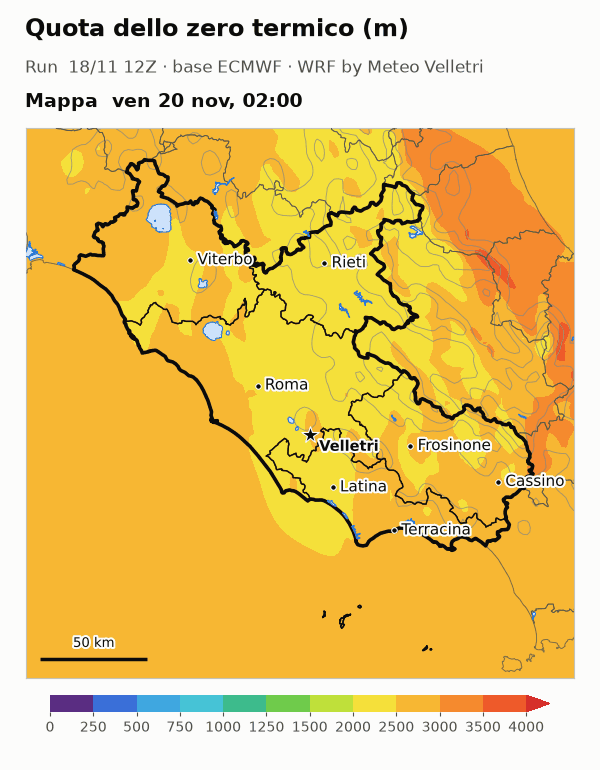 Quota dello zero termico (m)
Run  18/11 12Z · base ECMWF · WRF by Meteo Velletri
Mappa  ven 20 nov, 02:00
Viterbo
Rieti
Roma
Velletri
Frosinone
Latina
Cassino
Terracina
50 km
0 250 500 750 1000 1250 1500 2000 2500 3000 3500 4000